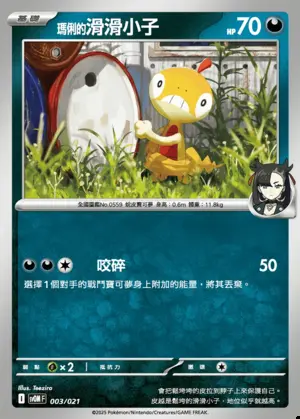 基礎 瑪俐的滑滑小子 HP 70
全國圖鑑No.0559 蛻皮寶可夢 身高：0.6m 體重：11.8kg
咬碎 50
選擇1個對手的戰鬥寶可夢身上附加的能量，將其丟棄。
弱點 ×2 抵抗力 撤退
Illus. Teeziro
I SVOM F 003/021
會把鬆垮垮的皮拉到脖子上來保護自己。
皮越是鬆垮的滑滑小子地位就越高。
©2025 Pokémon/Nintendo/Creatures/GAME FREAK.